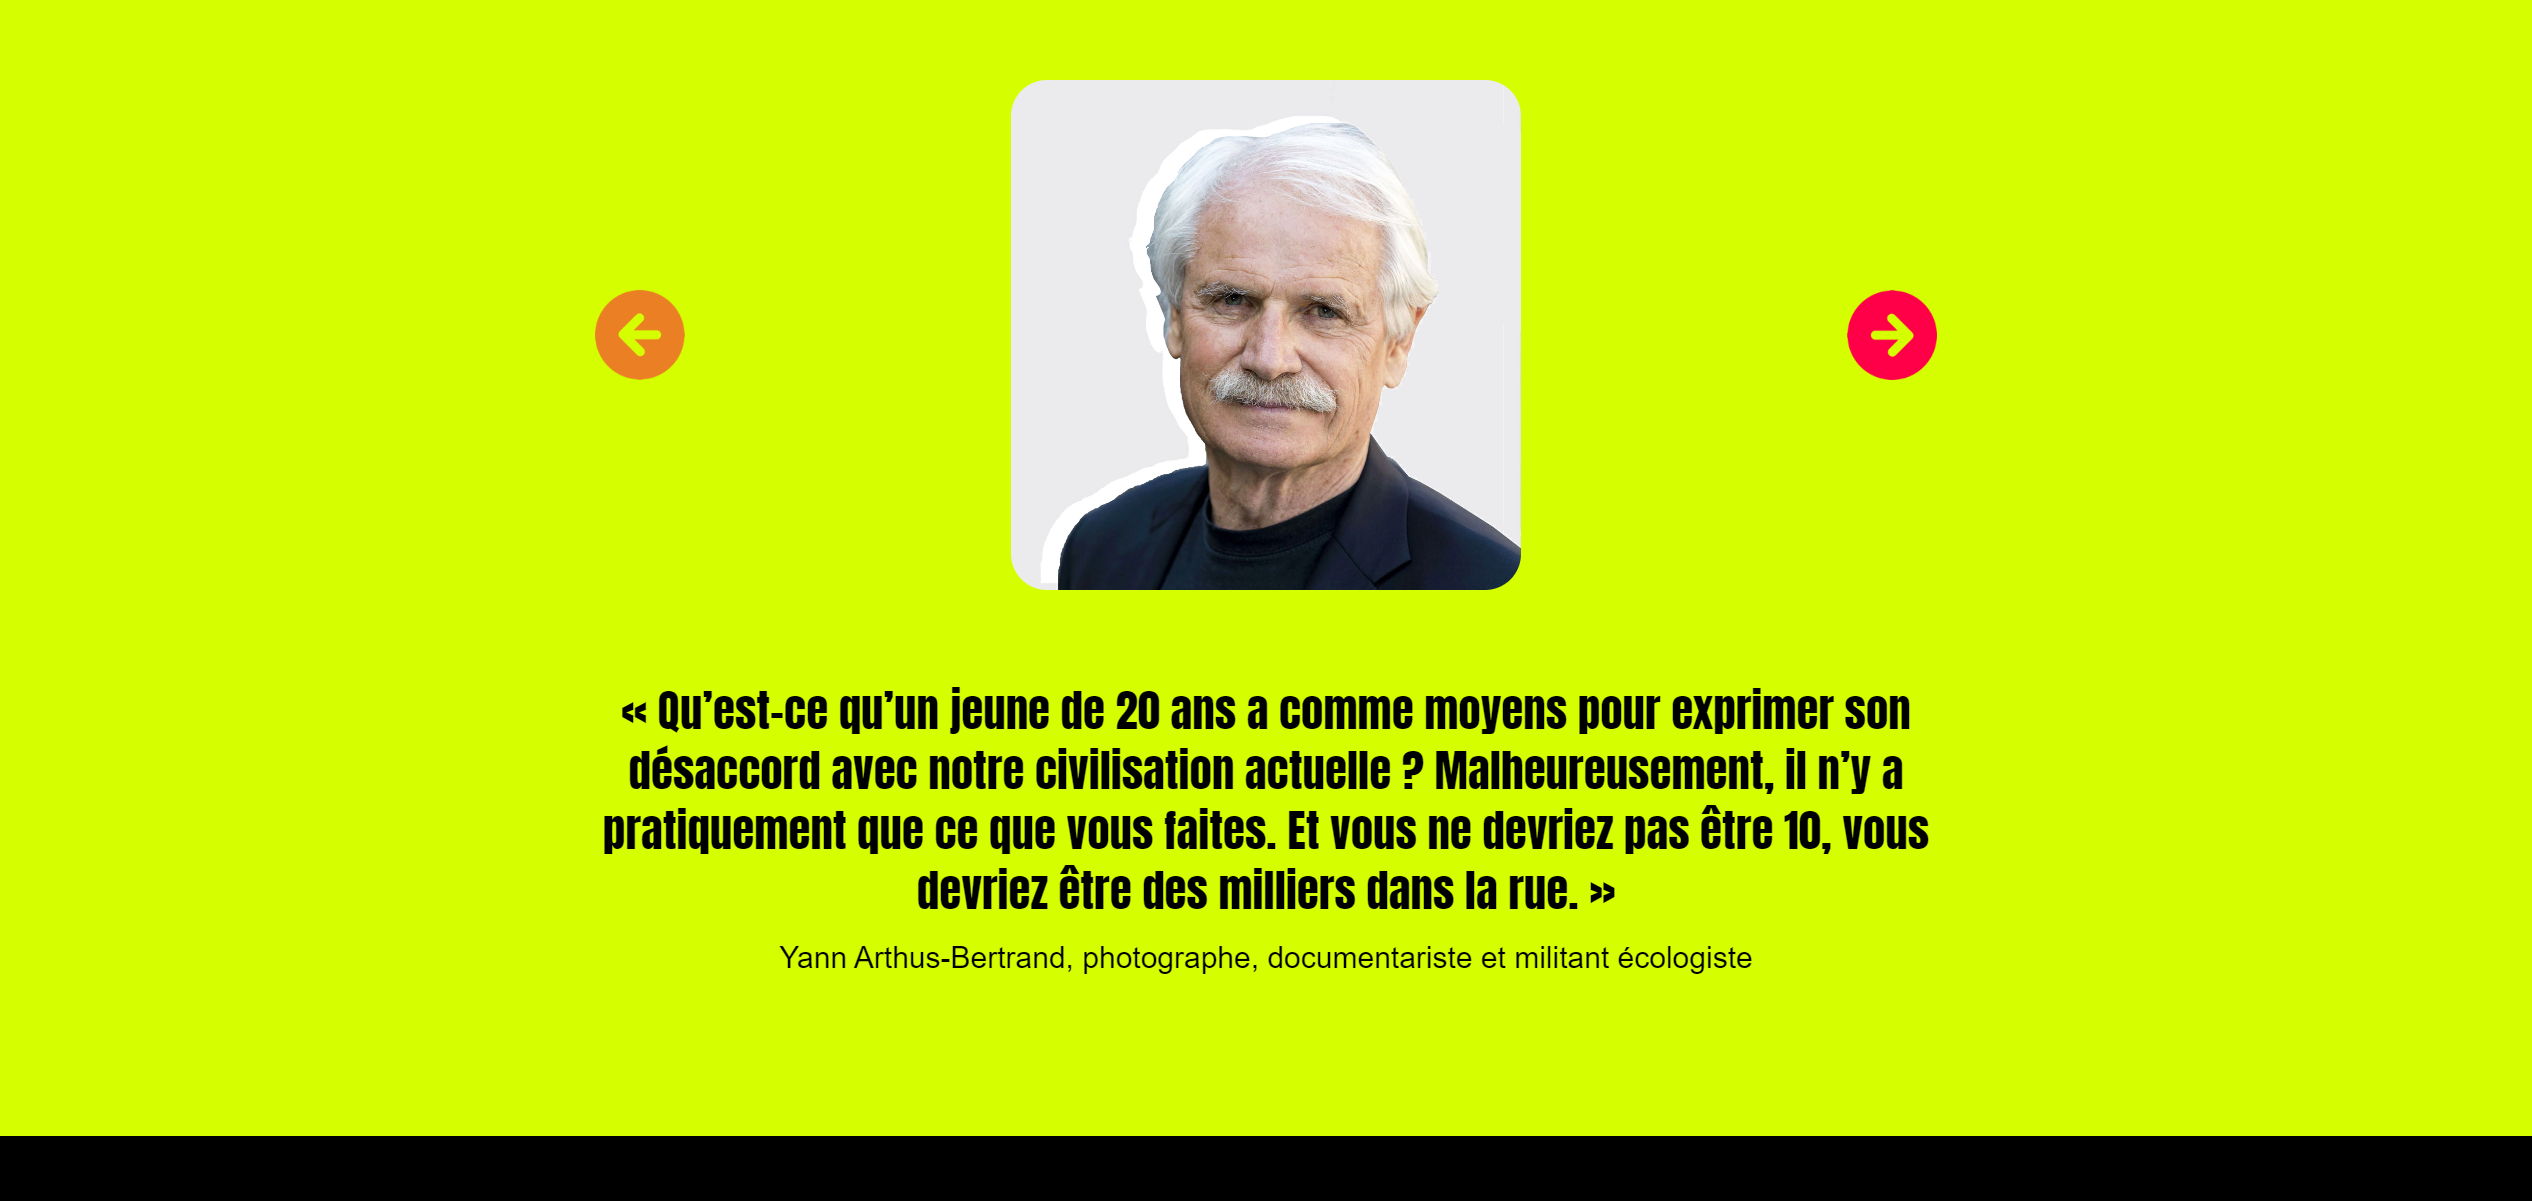 « Qu’est-ce qu’un jeune de 20 ans a comme moyens pour exprimer son
désaccord avec notre civilisation actuelle ? Malheureusement, il n’y a
pratiquement que ce que vous faites. Et vous ne devriez pas être 10, vous
devriez être des milliers dans la rue. »
Yann Arthus-Bertrand, photographe, documentariste et militant écologiste